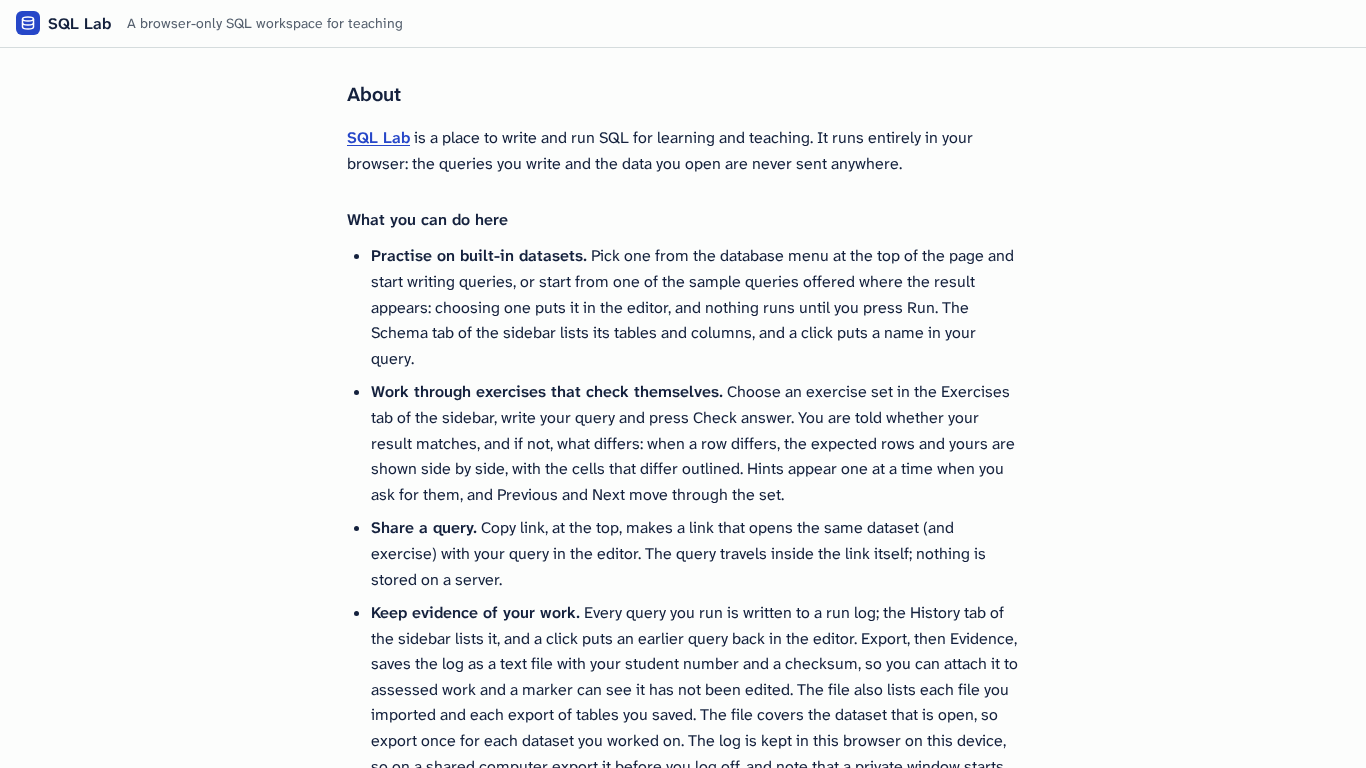 SQL Lab
A browser-only SQL workspace for teaching
About
SQL Lab is a place to write and run SQL for learning and teaching. It runs entirely in your
browser: the queries you write and the data you open are never sent anywhere.
What you can do here
Practise on built-in datasets. Pick one from the database menu at the top of the page and
start writing queries, or start from one of the sample queries offered where the result
appears: choosing one puts it in the editor, and nothing runs until you press Run. The
Schema tab of the sidebar lists its tables and columns, and a click puts a name in your
query.
Work through exercises that check themselves. Choose an exercise set in the Exercises
tab of the sidebar, write your query and press Check answer. You are told whether your
result matches, and if not, what differs: when a row differs, the expected rows and yours are
shown side by side, with the cells that differ outlined. Hints appear one at a time when you
ask for them, and Previous and Next move through the set.
Share a query. Copy link, at the top, makes a link that opens the same dataset (and
exercise) with your query in the editor. The query travels inside the link itself; nothing is
stored on a server.
Keep evidence of your work. Every query you run is written to a run log; the History tab of
the sidebar lists it, and a click puts an earlier query back in the editor. Export, then Evidence,
saves the log as a text file with your student number and a checksum, so you can attach it to
assessed work and a marker can see it has not been edited. The file also lists each file you
imported and each export of tables you saved. The file covers the dataset that is open, so
export once for each dataset you worked on. The log is kept in this browser on this device,
so on a shared computer export it before you log off, and note that a private window starts